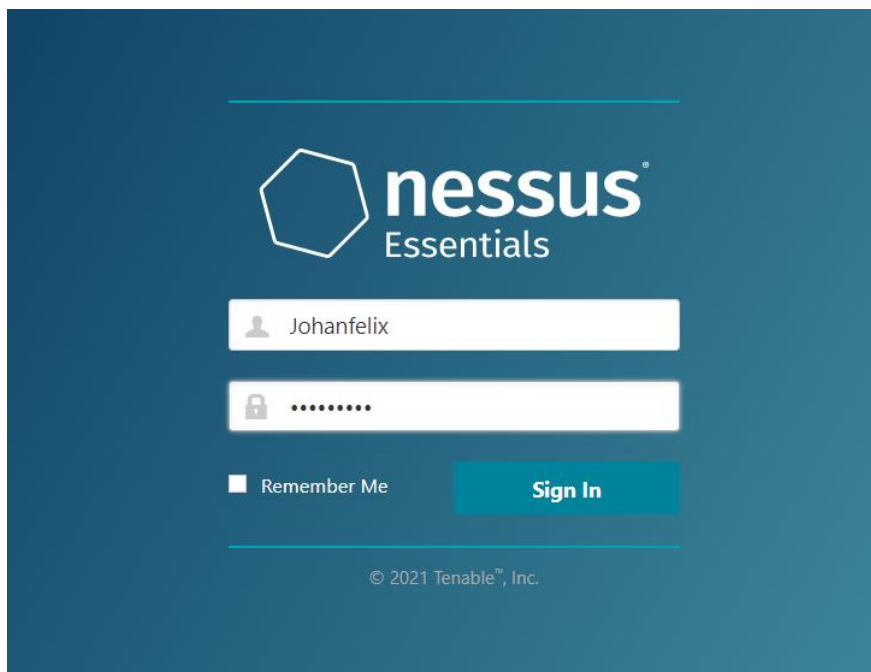 nessus®
Essentials
Johanfelix
•••••••••
Remember Me
Sign In
© 2021 Tenable™, Inc.